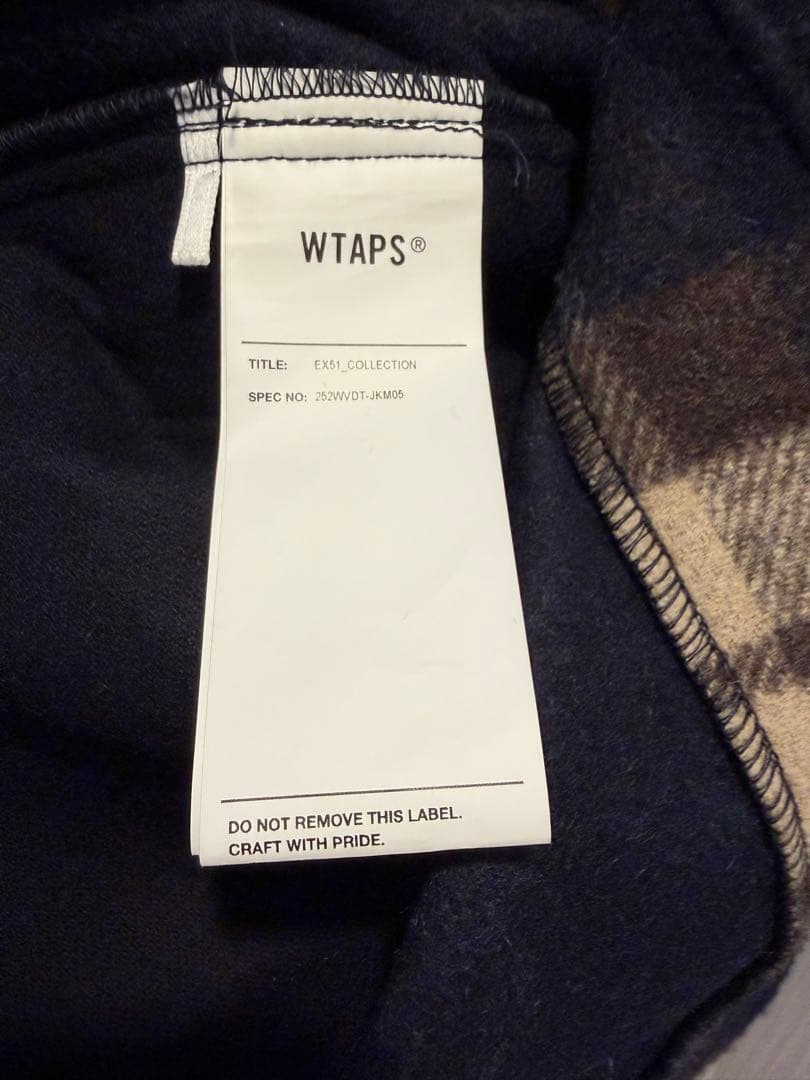 WTAPS®
TITLE: EX51_COLLECTION
SPEC NO: 252WVDT-JKM05
DO NOT REMOVE THIS LABEL.
CRAFT WITH PRIDE.